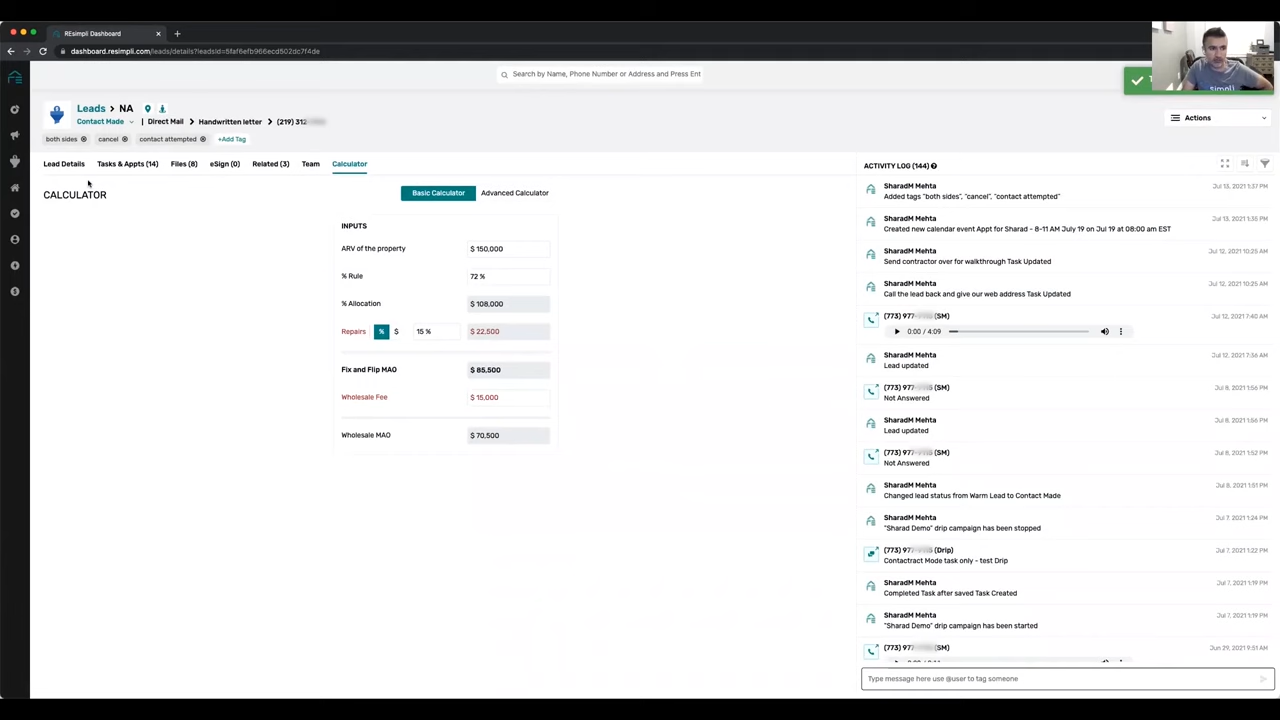 REsimpli Dashboard
dashboard.resimpli.com/leads/details?leadsId=5faf6efb966ecd502dc7f4de
Search by Name, Phone Number or Address and Press Ent
Leads > NA
Contact Made | Direct Mail > Handwritten letter > (219) 312
Actions
both sides cancel contact attempted +Add Tag
Lead Details Tasks & Appts (14) Files (8) eSign (0) Related (3) Team Calculator
CALCULATOR
Basic Calculator Advanced Calculator
INPUTS
ARV of the property $ 150,000
% Rule 72 %
% Allocation $ 108,000
Repairs % $ 15 % $ 22,500
Fix and Flip MAO $ 85,500
Wholesale Fee $ 15,000
Wholesale MAO $ 70,500
ACTIVITY LOG (144)
SharadM Mehta Jul 13, 2021 1:37 PM
Added tags "both sides", "cancel", "contact attempted"
SharadM Mehta Jul 13, 2021 1:35 PM
Created new calendar event Appt for Sharad - 8-11 AM July 19 on Jul 19 at 08:00 am EST
SharadM Mehta Jul 12, 2021 10:25 AM
Send contractor over for walkthrough Task Updated
SharadM Mehta Jul 12, 2021 10:25 AM
Call the lead back and give our web address Task Updated
(773) 977 (SM) Jul 12, 2021 7:40 AM
0:00 / 4:09
SharadM Mehta Jul 12, 2021 7:36 AM
Lead updated
(773) 977 (SM) Jul 8, 2021 1:56 PM
Not Answered
SharadM Mehta Jul 8, 2021 1:56 PM
Lead updated
(773) 977 (SM) Jul 8, 2021 1:52 PM
Not Answered
SharadM Mehta Jul 8, 2021 1:51 PM
Changed lead status from Warm Lead to Contact Made
SharadM Mehta Jul 7, 2021 1:24 PM
"Sharad Demo" drip campaign has been stopped
(773) 977 (Drip) Jul 7, 2021 1:22 PM
Contactract Mode task only - test Drip
SharadM Mehta Jul 7, 2021 1:19 PM
Completed Task after saved Task Created
SharadM Mehta Jul 7, 2021 1:19 PM
"Sharad Demo" drip campaign has been started
(773) 977 (SM) Jun 29, 2021 9:51 AM
Type message here use @user to tag someone